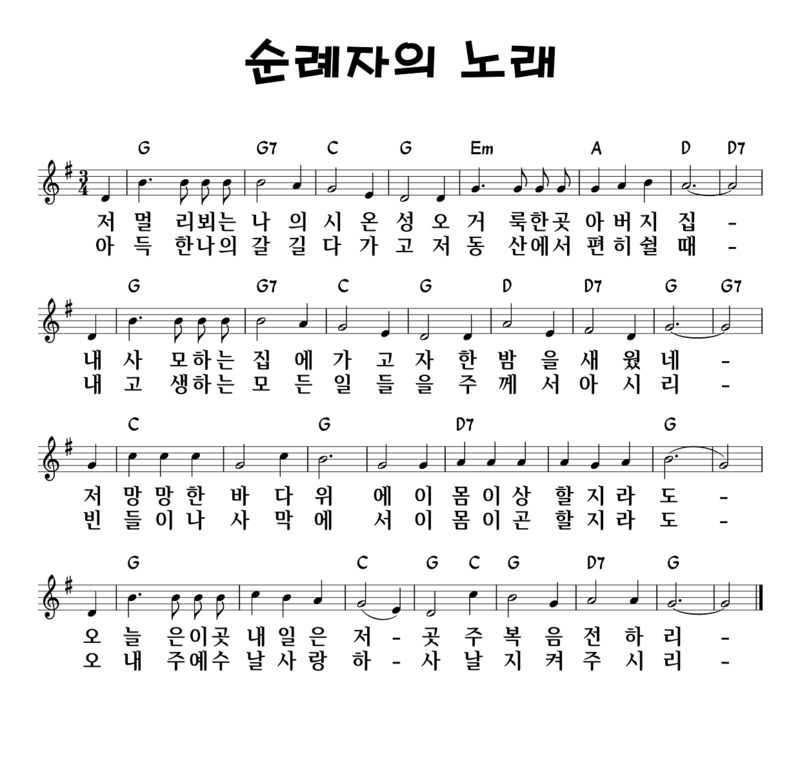 순례자의 노래
G G7 C G Em A D D7
3/4
저 멀 리뵈는 나 의 시 온 성 오 거 룩한곳 아 버 지 집 -
아 득 한나의 갈 길 다 가 고 저 동 산에서 편 히 쉴 때 -
G G7 C G D D7 G G7
내 사 모하는 집 에 가 고 자 한 밤 을 새 웠 네 -
내 고 생하는 모 든 일 들 을 주 께 서 아 시 리 -
C G D7 G
저 망 망 한 바 다 위 에 이 몸 이 상 할 지 라 도 -
빈 들 이 나 사 막 에 서 이 몸 이 곤 할 지 라 도 -
G C G C G D7 G
오 늘 은이곳 내 일 은 저 - 곳 주 복 음 전 하 리 -
오 내 주예수 날 사 랑 하 - 사 날 지 켜 주 시 리 -